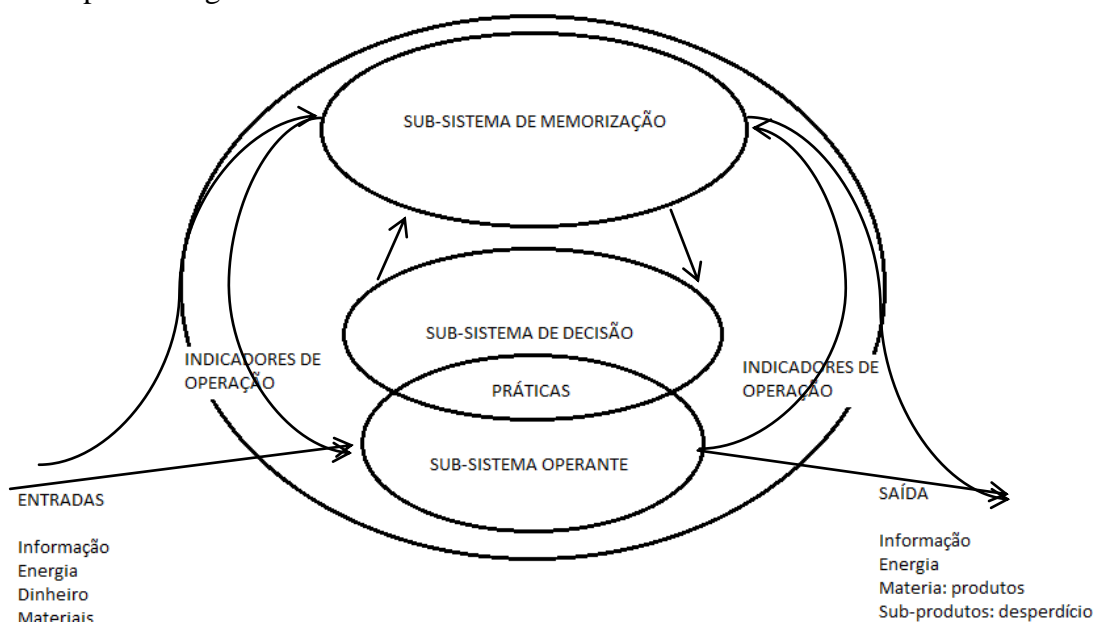 SUB-SISTEMA DE MEMORIZAÇÃO
SUB-SISTEMA DE DECISÃO
INDICADORES DE
OPERAÇÃO
PRÁTICAS
INDICADORES DE
OPERAÇÃO
SUB-SISTEMA OPERANTE
ENTRADAS
Informação
Energia
Dinheiro
Materiais
SAÍDA
Informação
Energia
Materia: produtos
Sub-produtos: desperdício